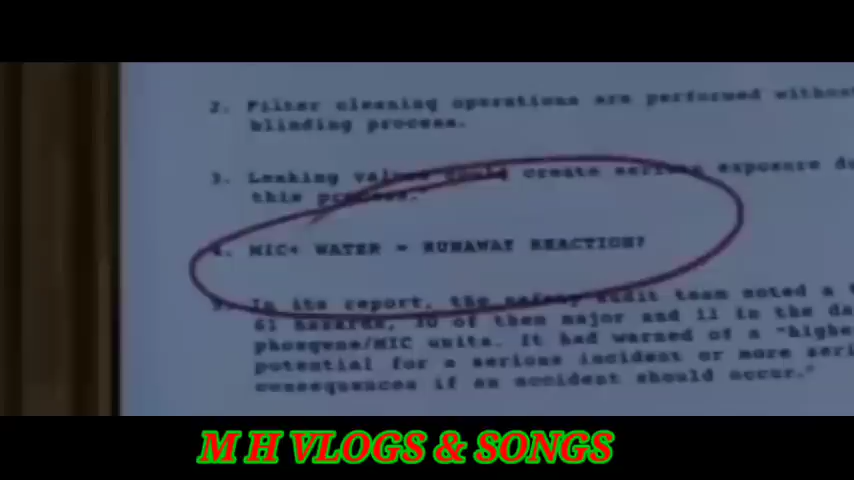 2. Filter cleaning operations are performed without
blinding process.
3. Leaking valves could create serious exposure du
this process."
4. MIC+ WATER = RUNAWAY REACTION?
5. In its report, the safety audit team noted a t
61 hazards, 30 of them major and 11 in the da
phosgene/MIC units. It had warned of a "highe
potential for a serious incident or more seri
consequences if an accident should occur."
M H VLOGS & SONGS